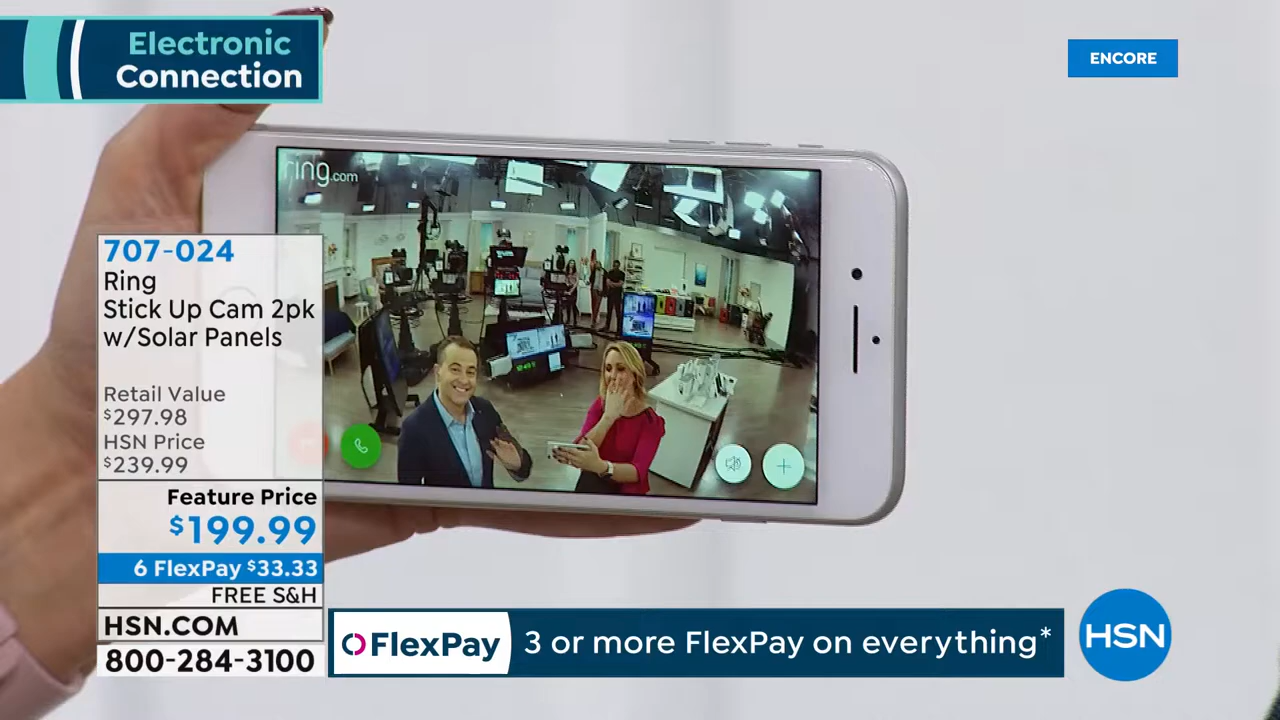 Electronic
Connection
ENCORE
ring.com
707-024
Ring
Stick Up Cam 2pk
w/Solar Panels
Retail Value
$297.98
HSN Price
$239.99
Feature Price
$199.99
6 FlexPay $33.33
FREE S&H
HSN.COM
800-284-3100
FlexPay 3 or more FlexPay on everything*
HSN